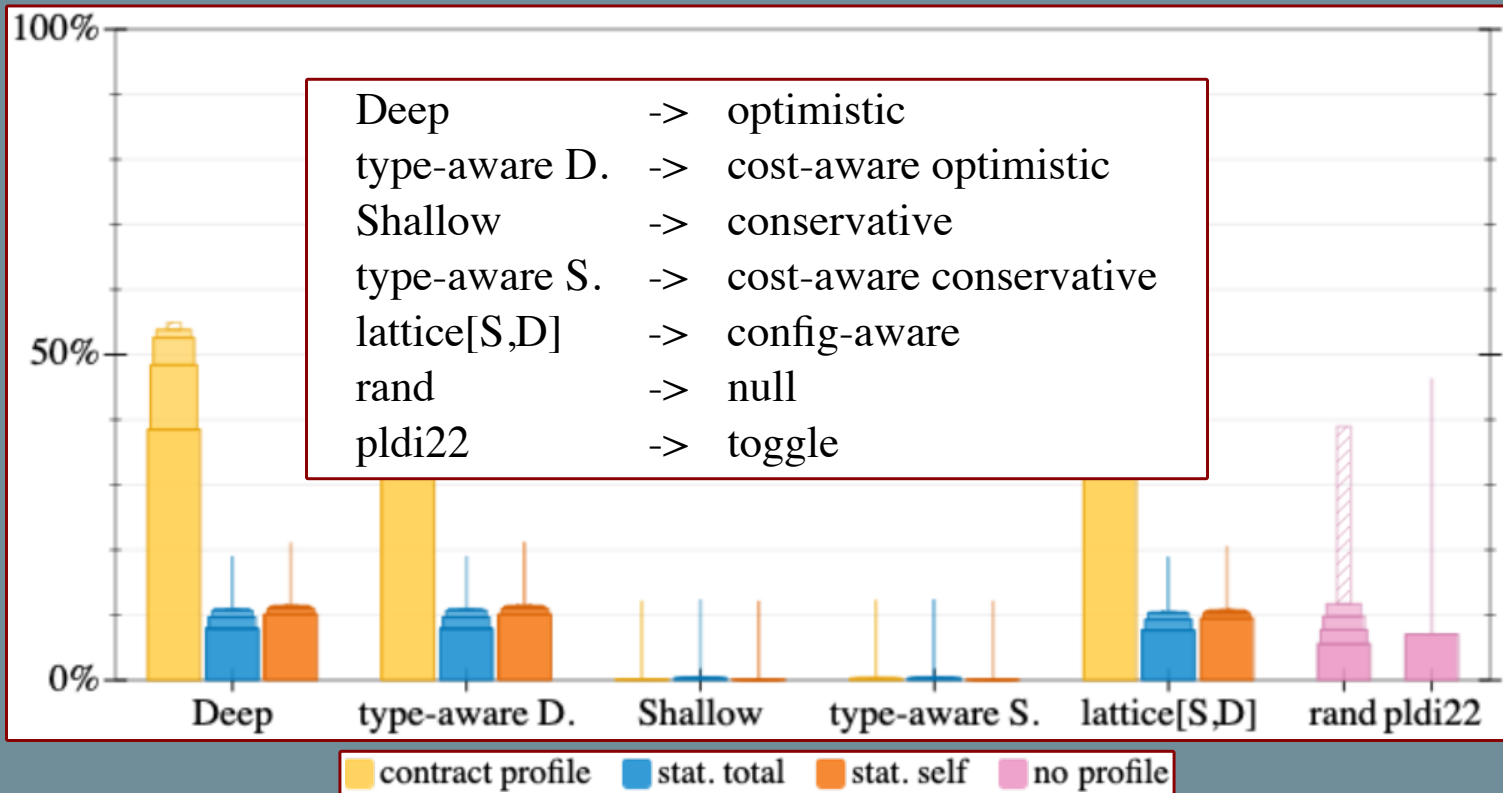 100%
Deep -> optimistic
type-aware D. -> cost-aware optimistic
Shallow -> conservative
type-aware S. -> cost-aware conservative
lattice[S,D] -> config-aware
rand -> null
pldi22 -> toggle
50%
0%
Deep type-aware D. Shallow type-aware S. lattice[S,D] rand pldi22
contract profile stat. total stat. self no profile